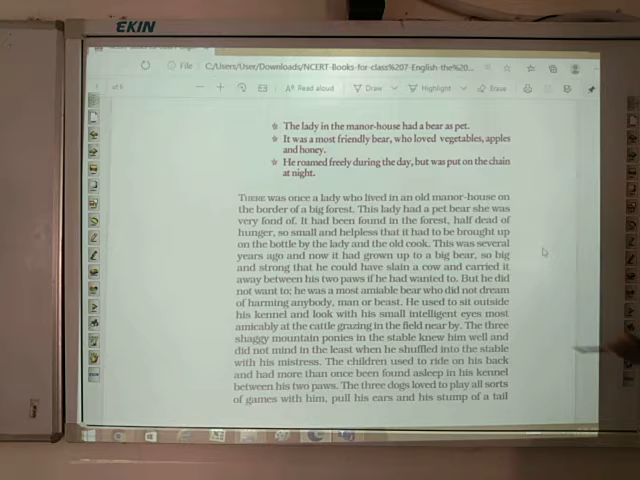 EKIN
File
C:/Users/User/Downloads/NCERT-Books-for-class%207-English-the%20...
of 6
Read aloud
Draw
Highlight
Erase
The lady in the manor-house had a bear as pet.
It was a most friendly bear, who loved vegetables, apples
and honey.
He roamed freely during the day, but was put on the chain
at night.
THERE was once a lady who lived in an old manor-house on
the border of a big forest. This lady had a pet bear she was
very fond of. It had been found in the forest, half dead of
hunger, so small and helpless that it had to be brought up
on the bottle by the lady and the old cook. This was several
years ago and now it had grown up to a big bear, so big
and strong that he could have slain a cow and carried it
away between his two paws if he had wanted to. But he did
not want to; he was a most amiable bear who did not dream
of harming anybody, man or beast. He used to sit outside
his kennel and look with his small intelligent eyes most
amicably at the cattle grazing in the field near by. The three
shaggy mountain ponies in the stable knew him well and
did not mind in the least when he shuffled into the stable
with his mistress. The children used to ride on his back
and had more than once been found asleep in his kennel
between his two paws. The three dogs loved to play all sorts
of games with him, pull his ears and his stump of a tail